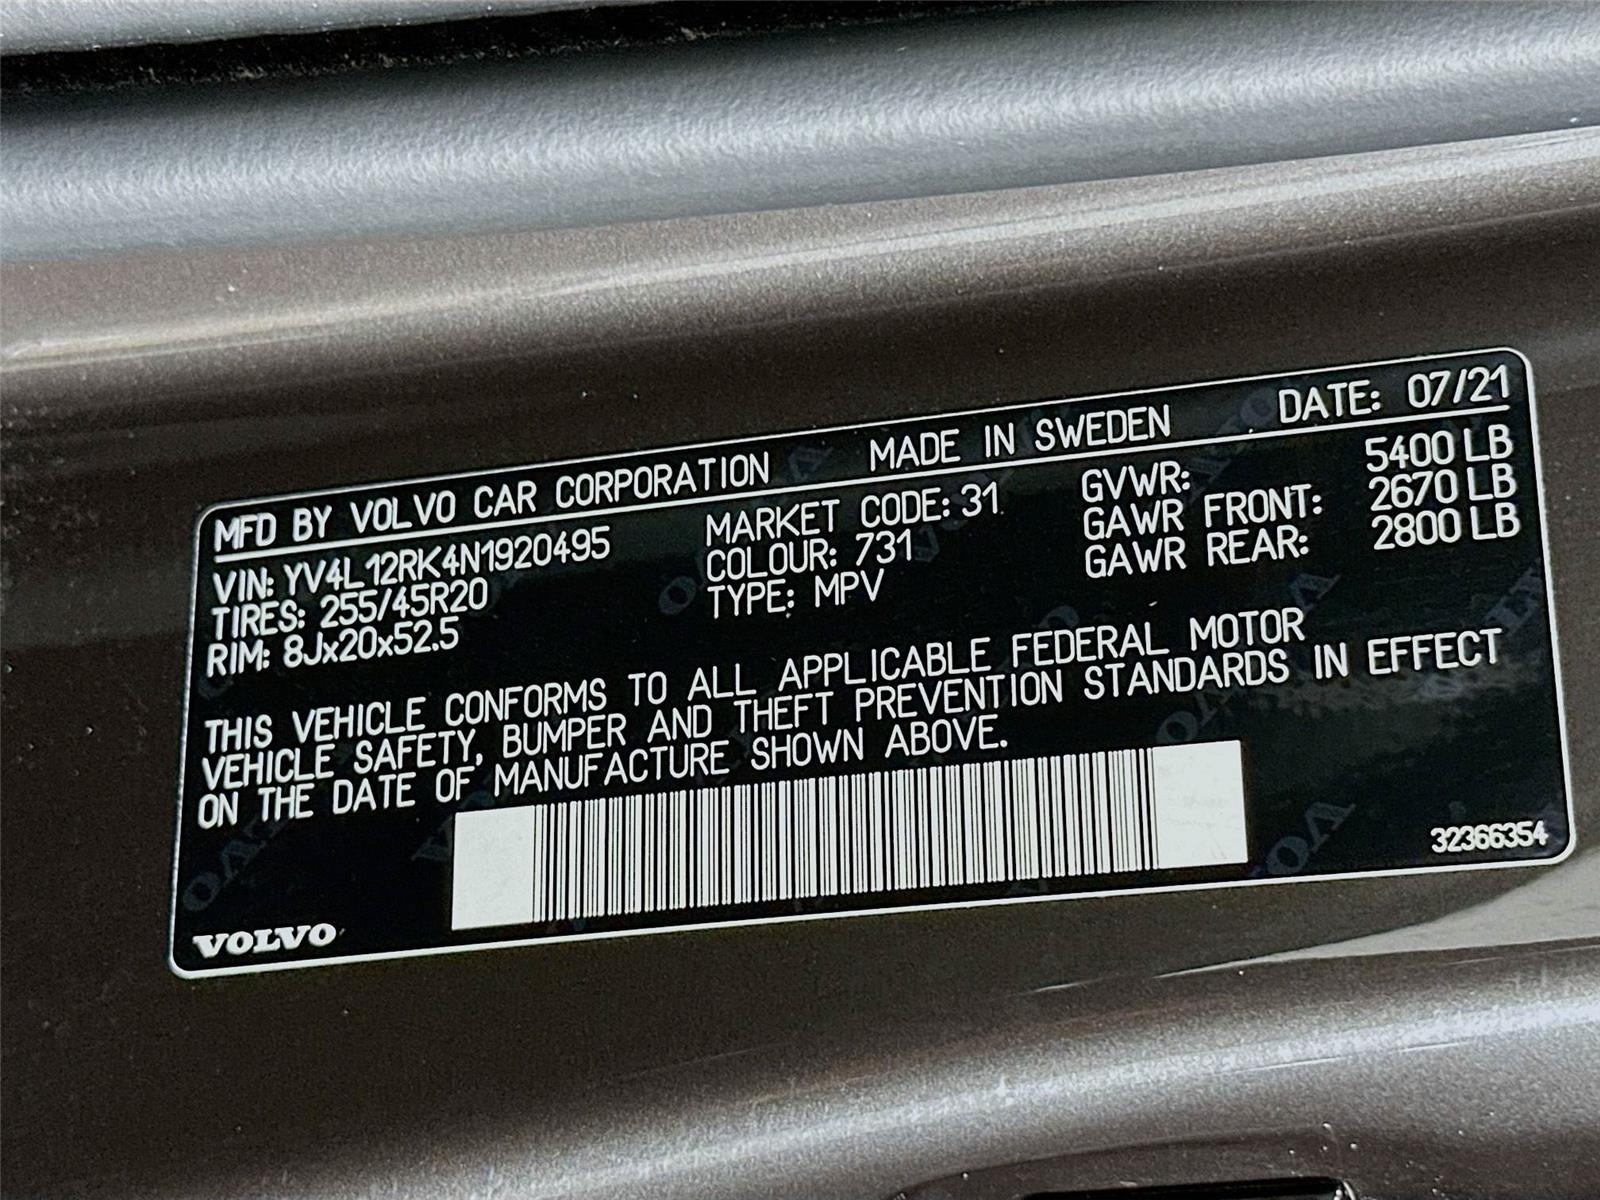 MFD BY VOLVO CAR CORPORATION MADE IN SWEDEN DATE: 07/21
VIN: YV4L12RK4N1920495 MARKET CODE: 31 GVWR: 5400 LB
TIRES: 255/45R20 COLOUR: 731 GAWR FRONT: 2670 LB
RIM: 8Jx20x52.5 TYPE: MPV GAWR REAR: 2800 LB
THIS VEHICLE CONFORMS TO ALL APPLICABLE FEDERAL MOTOR
VEHICLE SAFETY, BUMPER AND THEFT PREVENTION STANDARDS IN EFFECT
ON THE DATE OF MANUFACTURE SHOWN ABOVE.
32366354
VOLVO